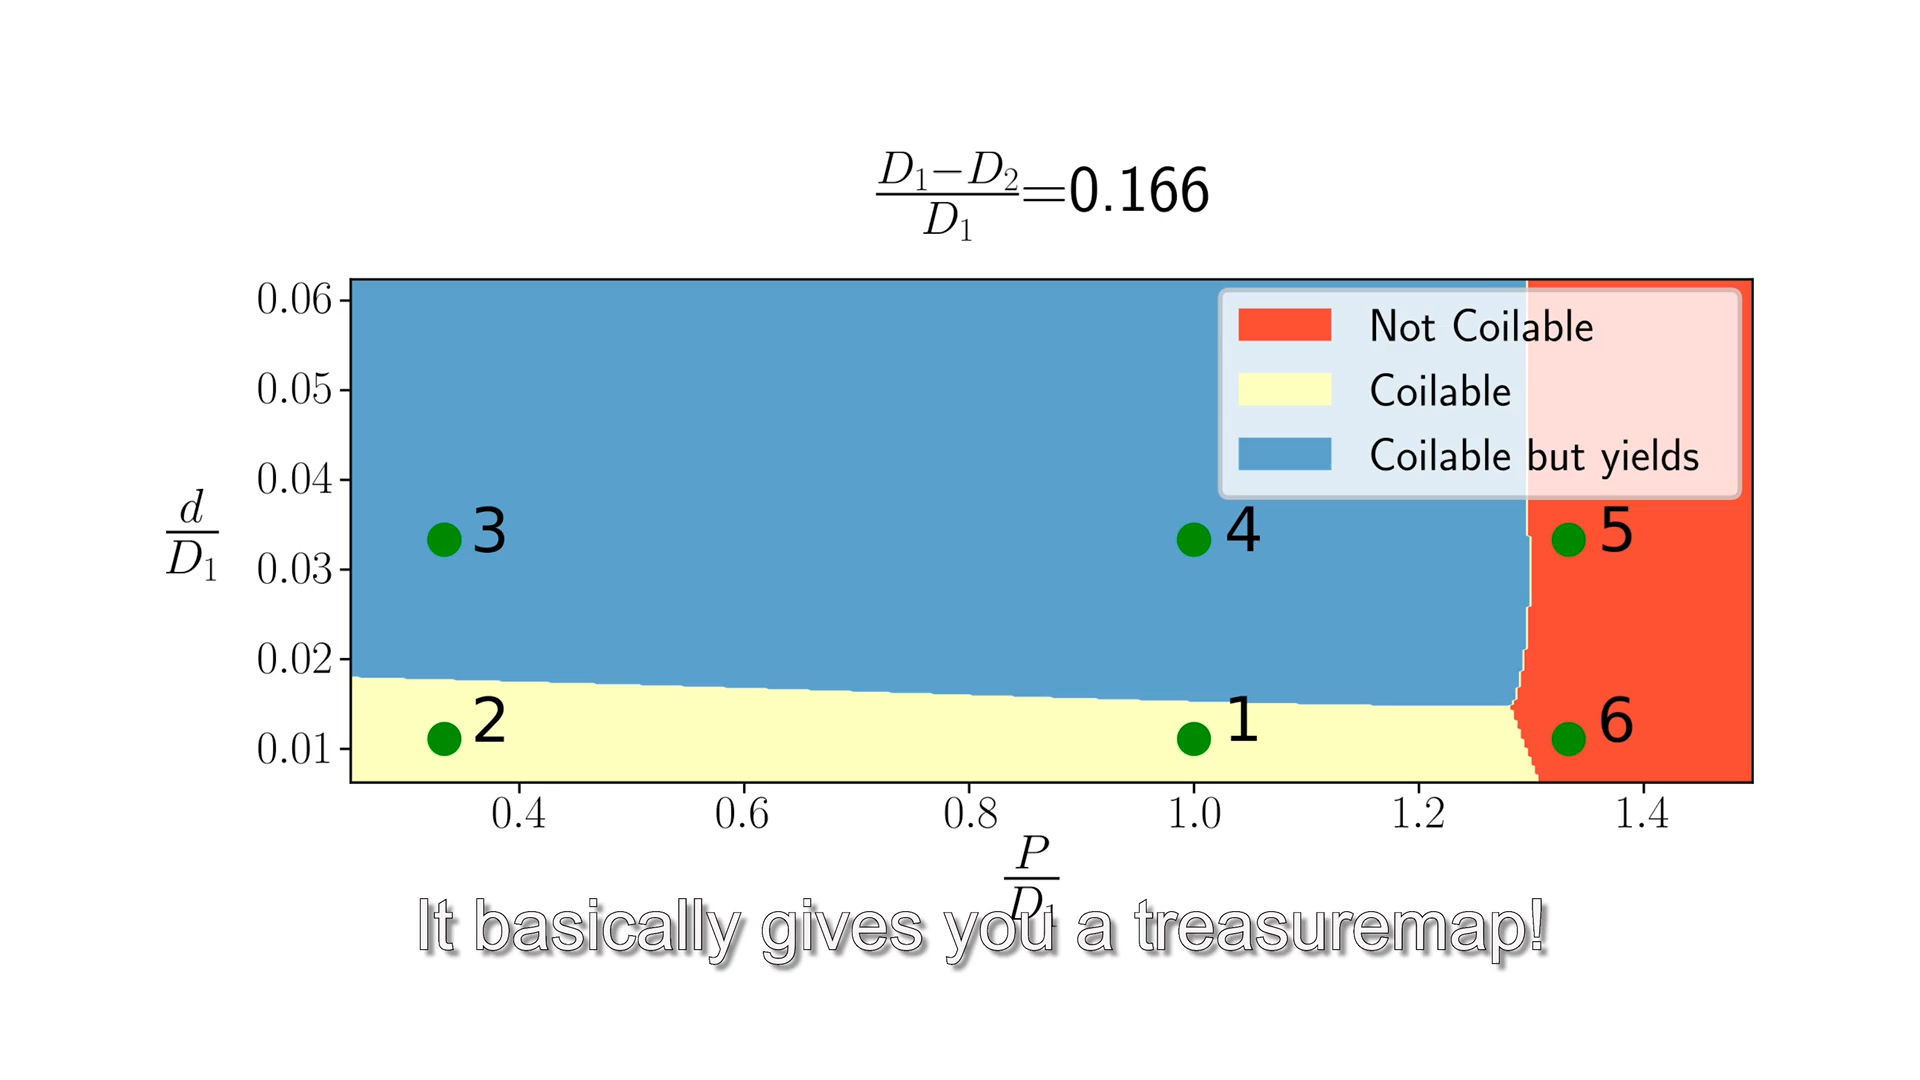 D₁−D₂
D₁
=0.166
0.06
0.05
0.04
0.03
0.02
0.01
d
D₁
Not Coilable
Coilable
Coilable but yields
3
4
5
2
1
6
0.4 0.6 0.8 1.0 1.2 1.4
P
D₁
It basically gives you a treasuremap!